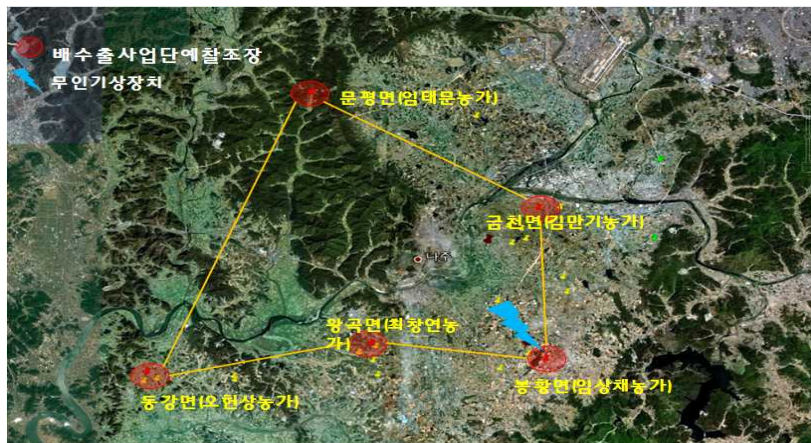 배수출사업단예찰조장
무인기상장치
문평면(임태문농가)
금천면(김만기농가)
나주
왕곡면(최창연농
가)
동강면(오헌상농가)
봉황면(임상채농가)